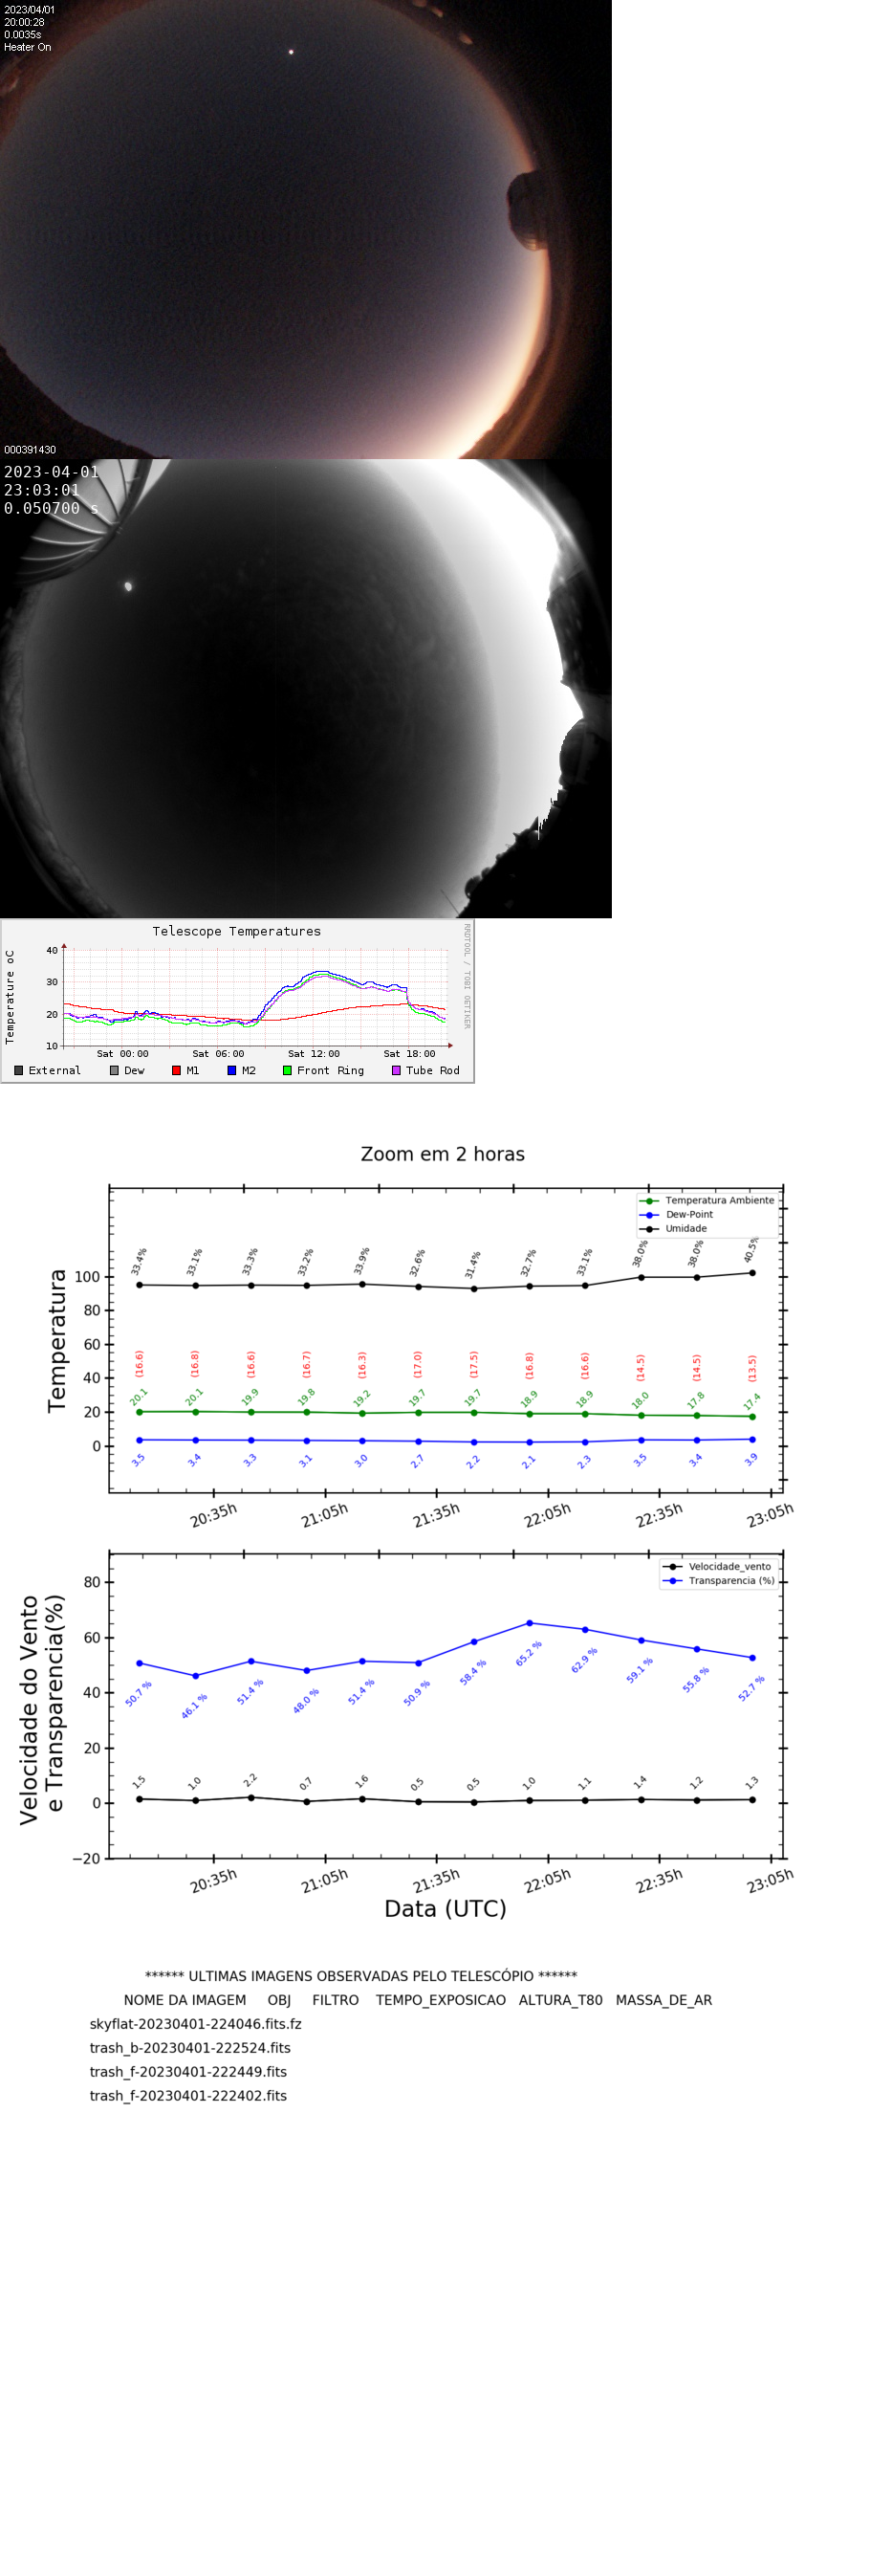 2023/04/01
20:00:28
0.0035s
Heater On
000391430
2023-04-01
23:03:01
0.050700 s
Telescope Temperatures
RRDTOOL / TOBI OETIKER
Temperature oC
40
30
20
10
Sat 00:00 Sat 06:00 Sat 12:00 Sat 18:00
External Dew M1 M2 Front Ring Tube Rod
Zoom em 2 horas
Temperatura Ambiente
Dew-Point
Umidade
Temperatura
100
80
60
40
20
0
33.4% 33.1% 33.3% 33.2% 33.9% 32.6% 31.4% 32.7% 33.1% 38.0% 38.0% 40.5%
(16.6) (16.8) (16.6) (16.7) (16.3) (17.0) (17.5) (16.8) (16.6) (14.5) (14.5) (13.5)
20.1 20.1 19.9 19.8 19.2 19.7 19.7 18.9 18.9 18.0 17.8 17.4
3.5 3.4 3.3 3.1 3.0 2.7 2.2 2.1 2.3 3.5 3.4 3.9
20:35h 21:05h 21:35h 22:05h 22:35h 23:05h
Velocidade_vento
Transparencia (%)
Velocidade do Vento
e Transparencia(%)
80
60
40
20
0
−20
50.7 % 46.1 % 51.4 % 48.0 % 51.4 % 50.9 % 58.4 % 65.2 % 62.9 % 59.1 % 55.8 % 52.7 %
1.5 1.0 2.2 0.7 1.6 0.5 0.5 1.0 1.1 1.4 1.2 1.3
20:35h 21:05h 21:35h 22:05h 22:35h 23:05h
Data (UTC)
****** ULTIMAS IMAGENS OBSERVADAS PELO TELESCÓPIO ******
NOME DA IMAGEM OBJ FILTRO TEMPO_EXPOSICAO ALTURA_T80 MASSA_DE_AR
skyflat-20230401-224046.fits.fz
trash_b-20230401-222524.fits
trash_f-20230401-222449.fits
trash_f-20230401-222402.fits